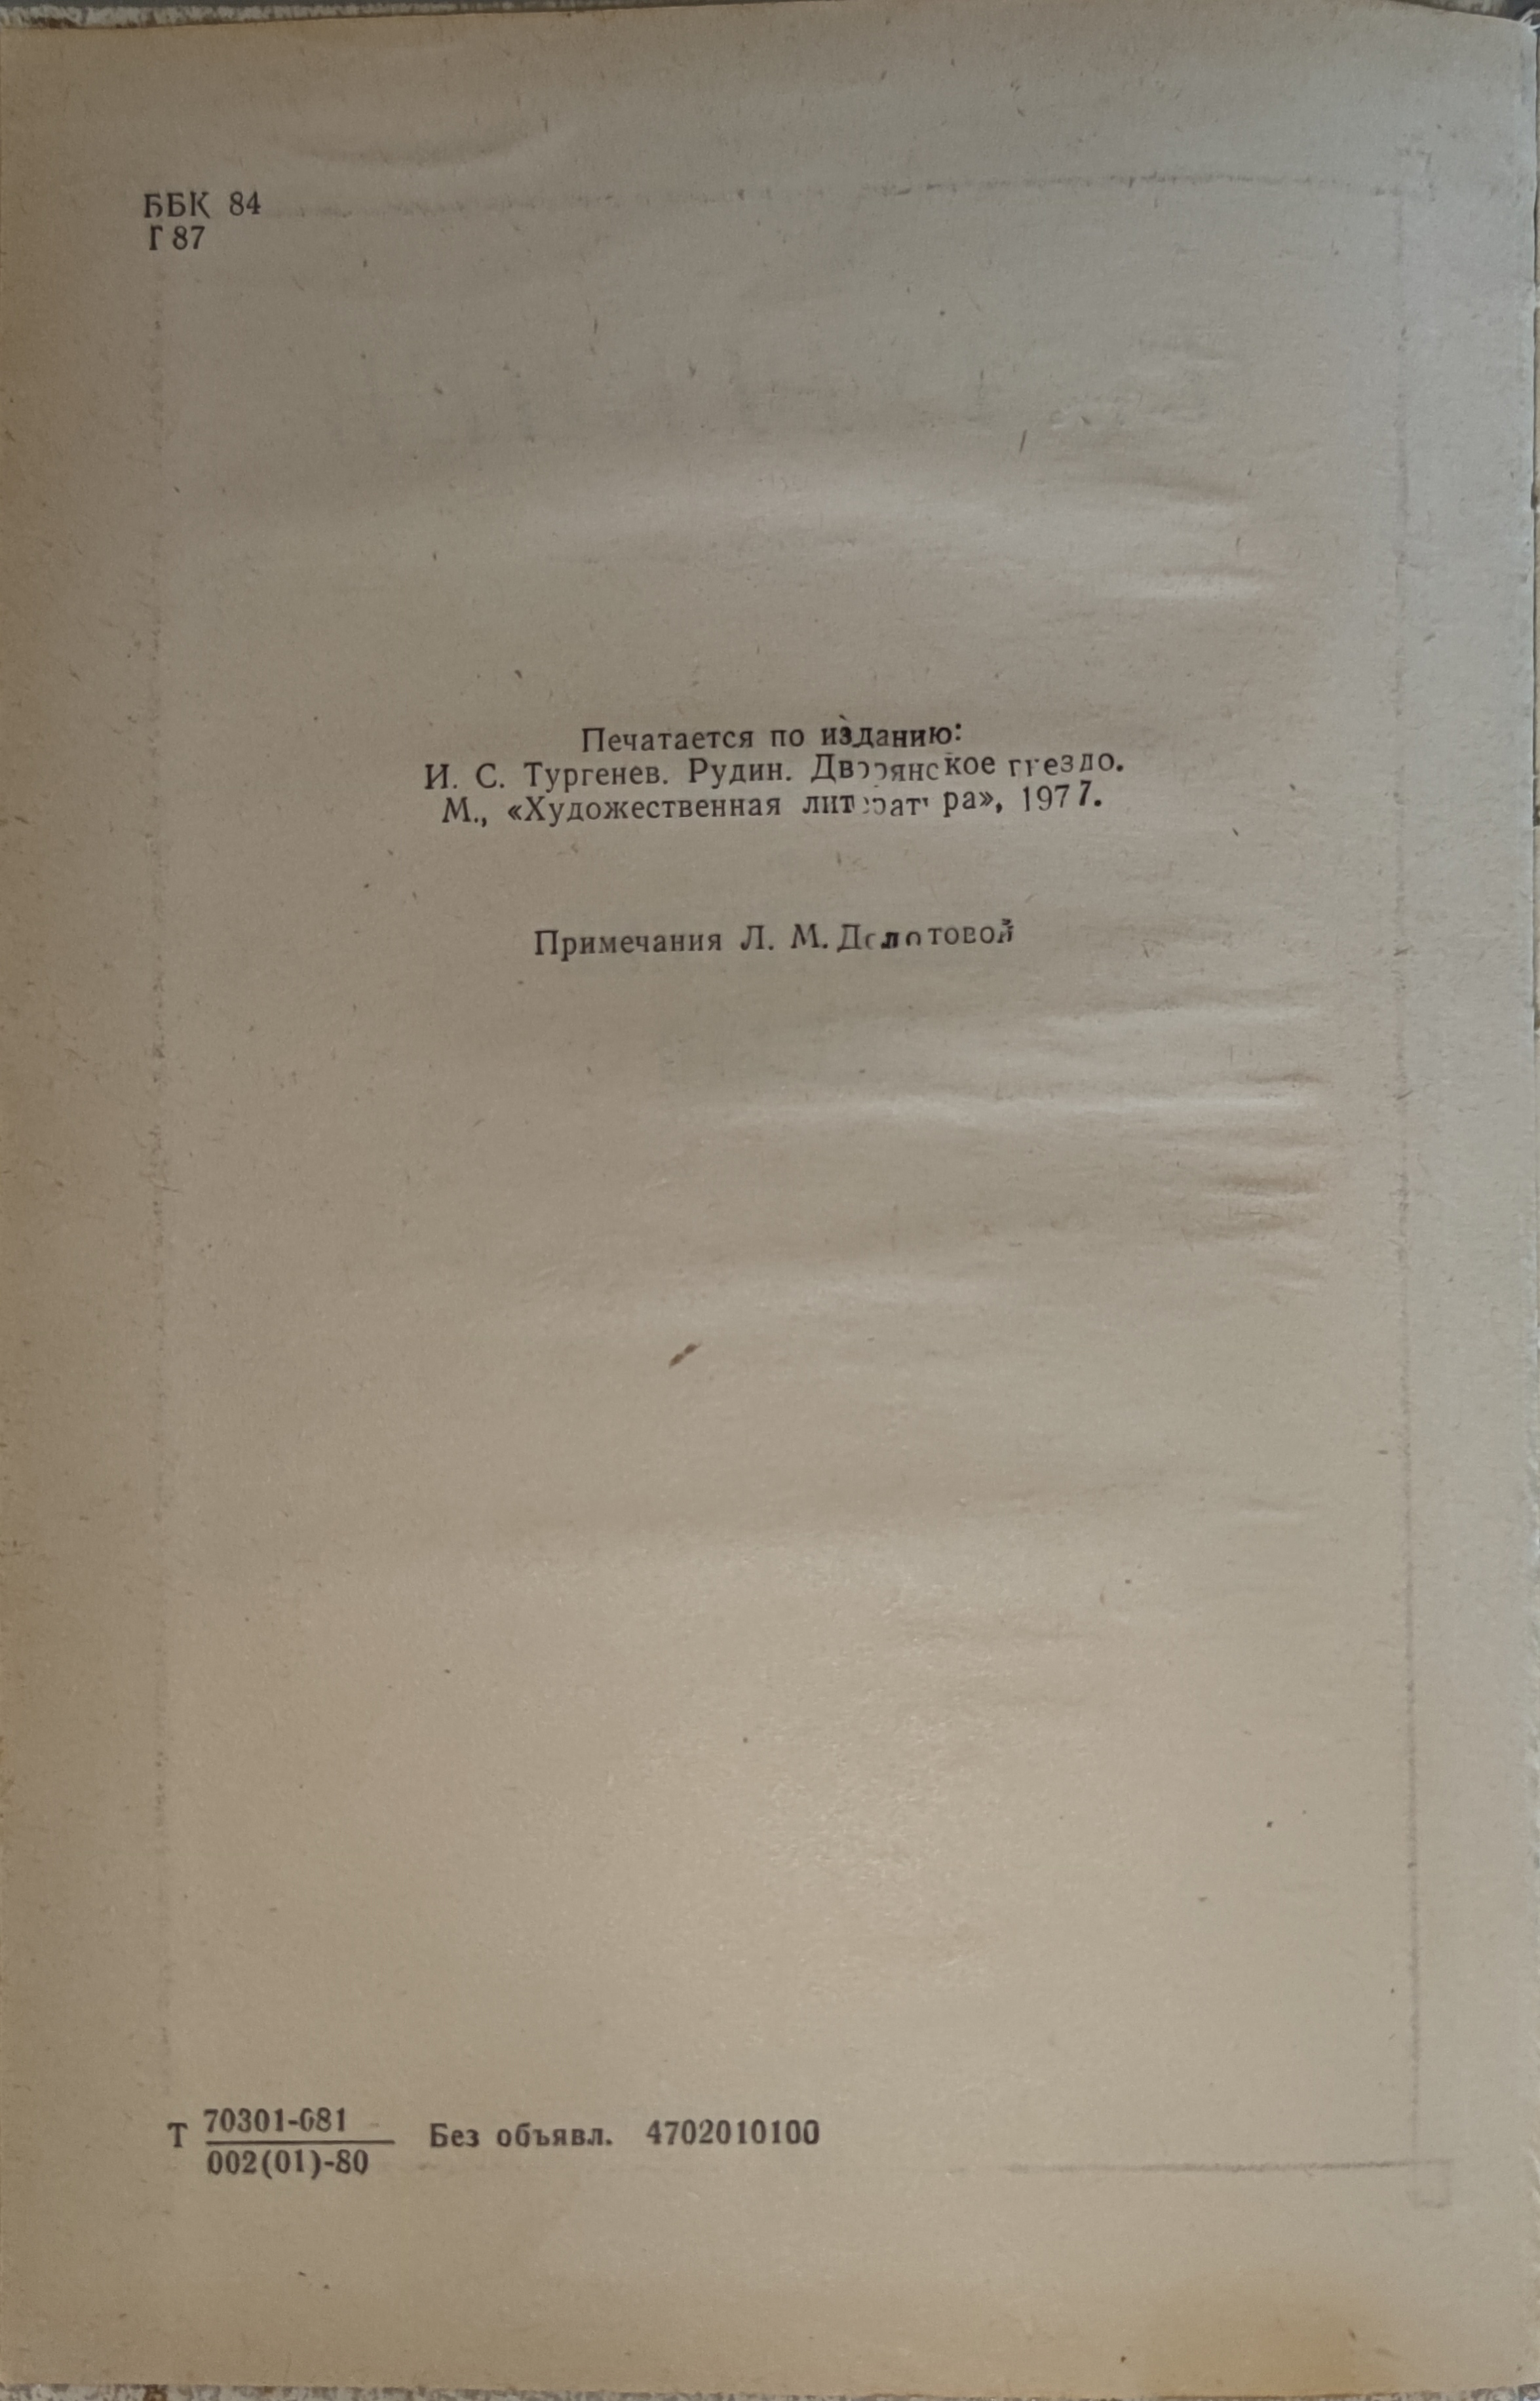 ББК 84
Г 87
Печатается по изданию:
И. С. Тургенев. Рудин. Дворянское гнездо.
М., «Художественная литература», 1977.
Примечания Л. М. Долотовой
Т 70301-081
002(01)-80 Без объявл. 4702010100